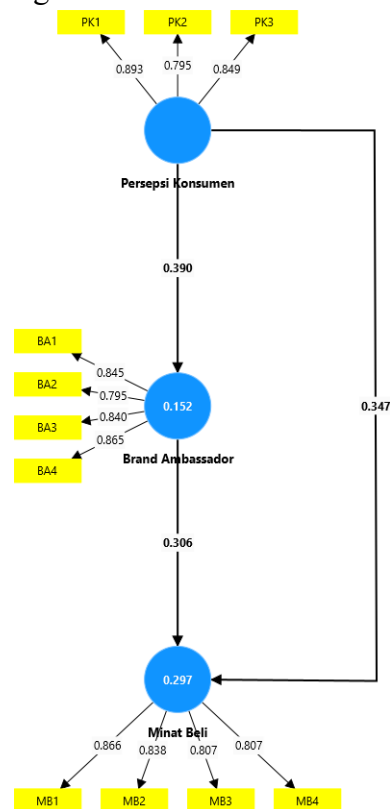 PK1 PK2 PK3
0.893 0.795 0.849
Persepsi Konsumen
0.390
BA1
0.845
BA2
0.795
BA3
0.840
BA4
0.865
0.152
0.347
Brand Ambassador
0.306
0.297
Minat Beli
0.866 0.838 0.807 0.807
MB1 MB2 MB3 MB4